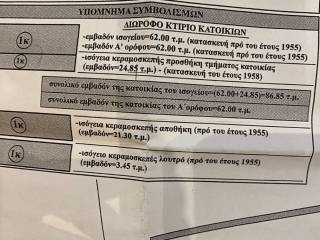 ΥΠΟΜΝΗΜΑ ΣΥΜΒΟΛΙΣΜΩΝ
ΔΙΩΡΟΦΟ ΚΤΙΡΙΟ ΚΑΤΟΙΚΙΩΝ
1κ
-εμβαδόν ισογείου=62.00 τ.μ. (κατασκευή πρό του έτους 1955)
-εμβαδόν Α' ορόφου=62.00 τ.μ. (κατασκευή πρό του έτους 1955)
1κ
-ισόγεια κεραμοσκεπής προσθήκη τμήματος κατοικίας
(εμβαδόν=24.85 τ.μ.) - (κατασκευή πρό του έτους 1958)
συνολικό εμβαδόν της κατοικίας του ισογείου=(62.00+24.85)=86.85 τ.μ.
συνολικό εμβαδόν της κατοικίας του Α΄ορόφου=62.00 τ.μ.
1κ
-ισόγεια κεραμοσκεπής αποθήκη (πρό του έτους 1955)
(εμβαδόν=21.30 τ.μ.)
1κ
-ισόγειο κεραμοσκεπές λουτρό (πρό του έτους 1955)
(εμβαδόν=3.45 τ.μ.)